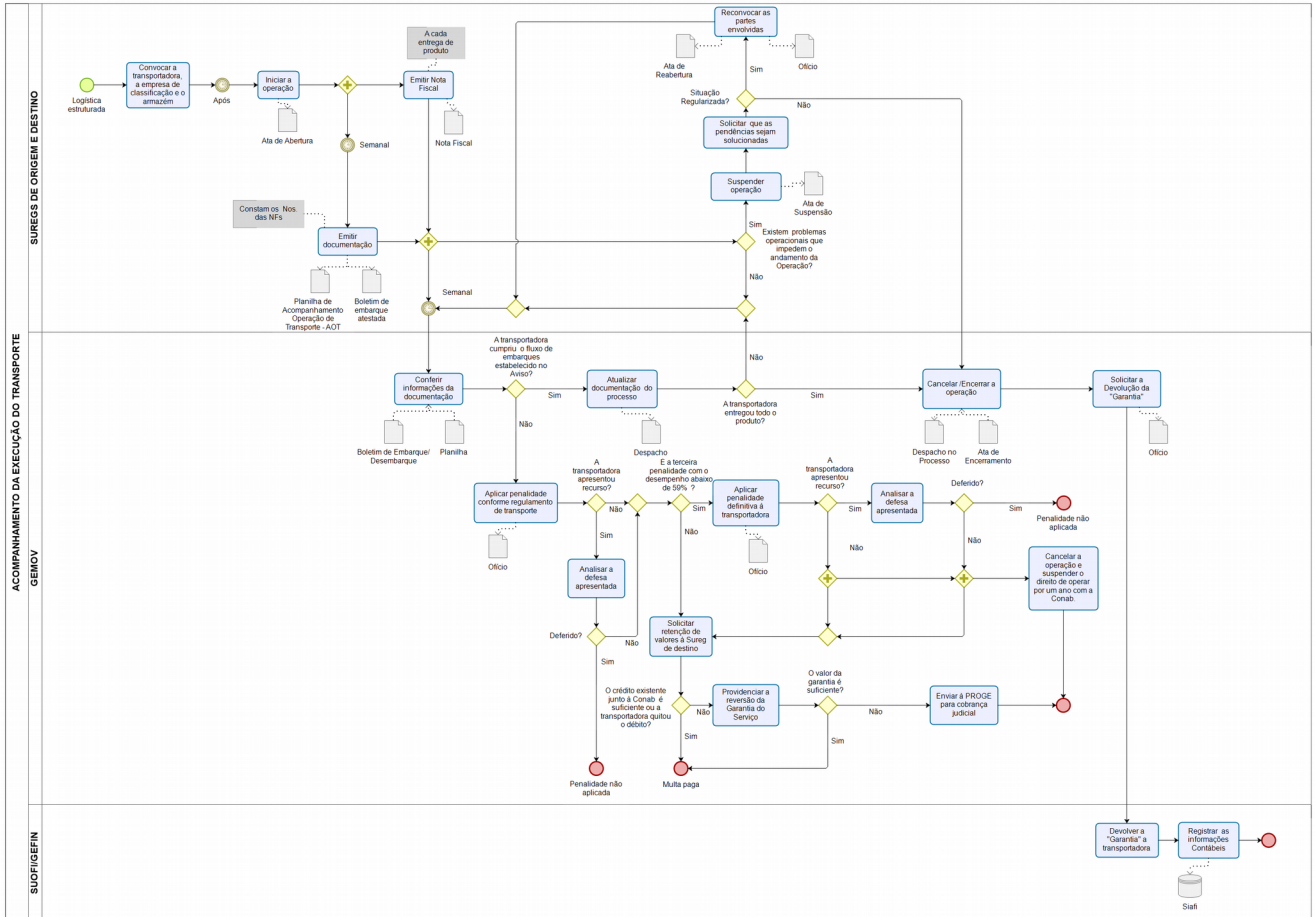 ACOMPANHAMENTO DA EXECUÇÃO DO TRANSPORTE
SUREGS DE ORIGEM E DESTINO
Logística
estruturada
Convocar a
transportadora,
a empresa de
classificação e o
armazém
Após
Iniciar a
operação
Ata de Abertura
A cada
entrega de
produto
Emitir Nota
Fiscal
Nota Fiscal
Semanal
Constam os Nos.
das NFs
Emitir
documentação
Planilha de
Acompanhamento
Operação de
Transporte - AOT
Boletim de
embarque
atestada
Semanal
Reconvocar as
partes
envolvidas
Ata de
Reabertura
Ofício
Sim
Situação
Regularizada?
Não
Solicitar que as
pendências sejam
solucionadas
Suspender
operação
Ata de
Suspensão
Sim
Existem problemas
operacionais que
impedem o
andamento da
Operação?
Não
GEMOV
Conferir
informações da
documentação
Boletim de Embarque/
Desembarque
Planilha
A transportadora
cumpriu o fluxo de
embarques
estabelecido no
Aviso?
Sim
Não
Atualizar
documentação do
processo
Despacho
Não
A transportadora
entregou todo o
produto?
Sim
Cancelar /Encerrar a
operação
Despacho no
Processo
Ata de
Encerramento
Solicitar a
Devolução da
"Garantia"
Ofício
Aplicar penalidade
conforme regulamento
de transporte
Ofício
A
transportadora
apresentou
recurso?
Não
Sim
Analisar a
defesa
apresentada
Deferido?
Não
Sim
Penalidade não
aplicada
E a terceira
penalidade com o
desempenho abaixo
de 59% ?
Sim
Não
Aplicar
penalidade
definitiva á
transportadora
Ofício
A
transportadora
apresentou
recurso?
Sim
Não
Analisar a
defesa
apresentada
Deferido?
Sim
Não
Penalidade não
aplicada
Cancelar a
operação e
suspender o
direito de operar
por um ano com a
Conab.
Solicitar
retenção de
valores à Sureg
de destino
O crédito existente
junto à Conab é
suficiente ou a
transportadora quitou
o débito?
Não
Sim
Multa paga
Providenciar a
reversão da
Garantia do
Serviço
O valor da
garantia é
suficiente?
Não
Sim
Enviar á PROGE
para cobrança
judicial
SUOFI/GEFIN
Devolver a
"Garantia" a
transportadora
Registrar as
informações
Contábeis
Siafi